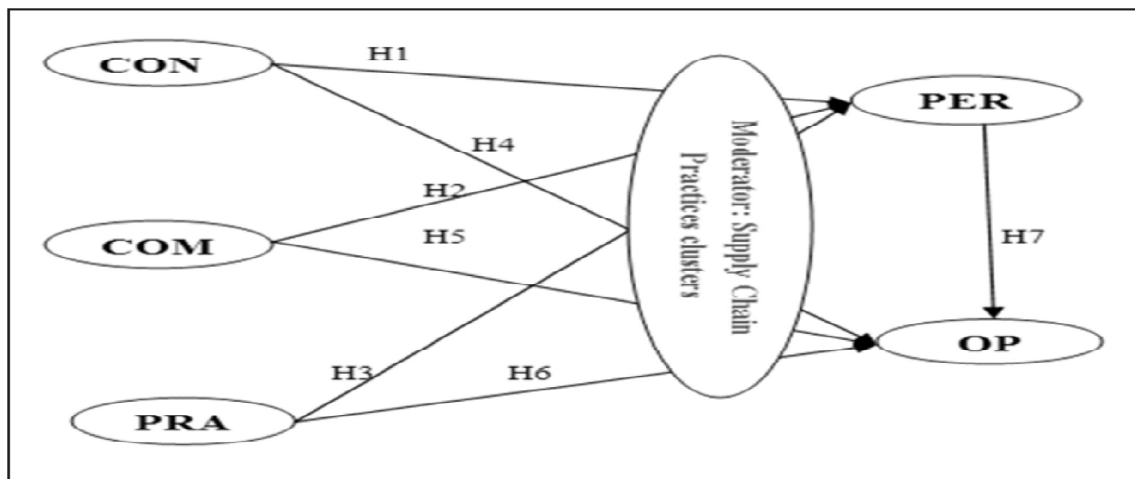 CON
H1
PER
H4
Moderator: Supply Chain
Practices clusters
H2
COM
H5
H7
OP
H3
H6
PRA